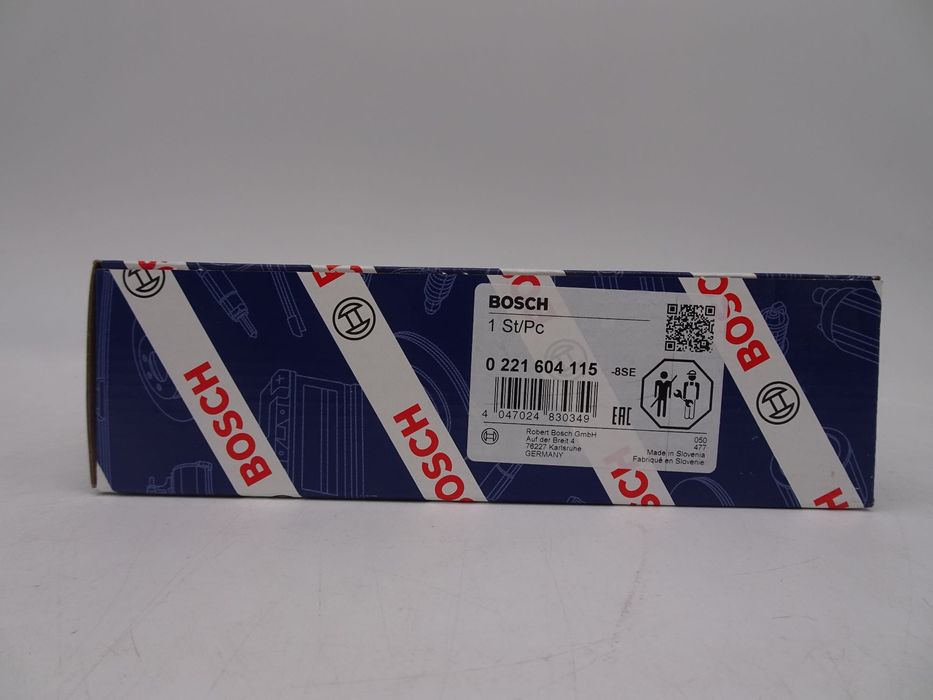 BOSCH
BOSCH
BOSCH
BOSCH
BOSCH
1 St/Pc
0 221 604 115 -8SE
4 047024 830349
EAC
Robert Bosch GmbH
Auf der Breit 4
76227 Karlsruhe
GERMANY
050
477
Made in Slovenia
Fabriqué en Slovenie